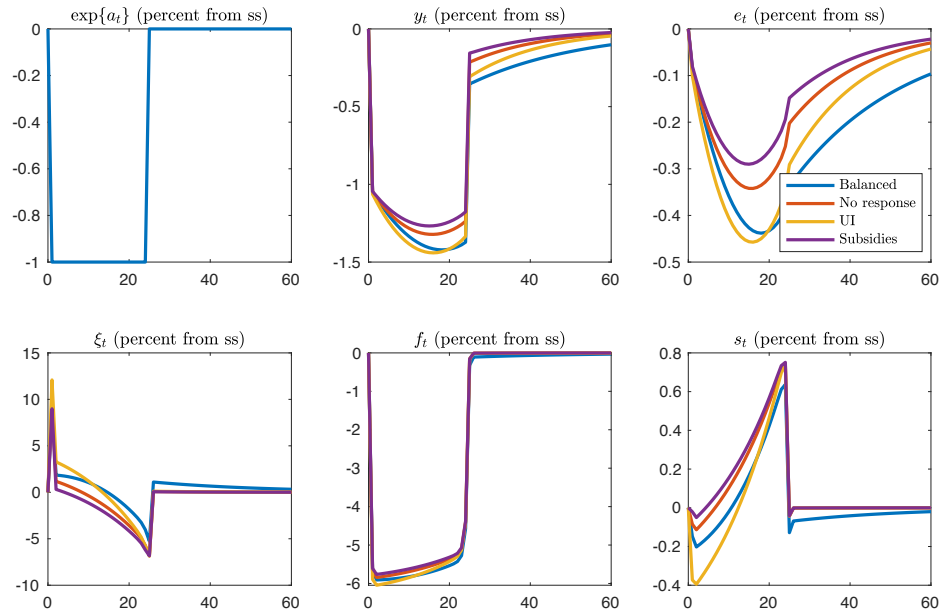 exp{a_t} (percent from ss)
0
-0.2
-0.4
-0.6
-0.8
-1
0 20 40 60
y_t (percent from ss)
0
-0.5
-1
-1.5
0 20 40 60
e_t (percent from ss)
0
-0.1
-0.2
-0.3
-0.4
-0.5
0 20 40 60
Balanced
No response
UI
Subsidies
ξ_t (percent from ss)
15
10
5
0
-5
-10
0 20 40 60
f_t (percent from ss)
0
-1
-2
-3
-4
-5
-6
0 20 40 60
s_t (percent from ss)
0.8
0.6
0.4
0.2
0
-0.2
-0.4
0 20 40 60